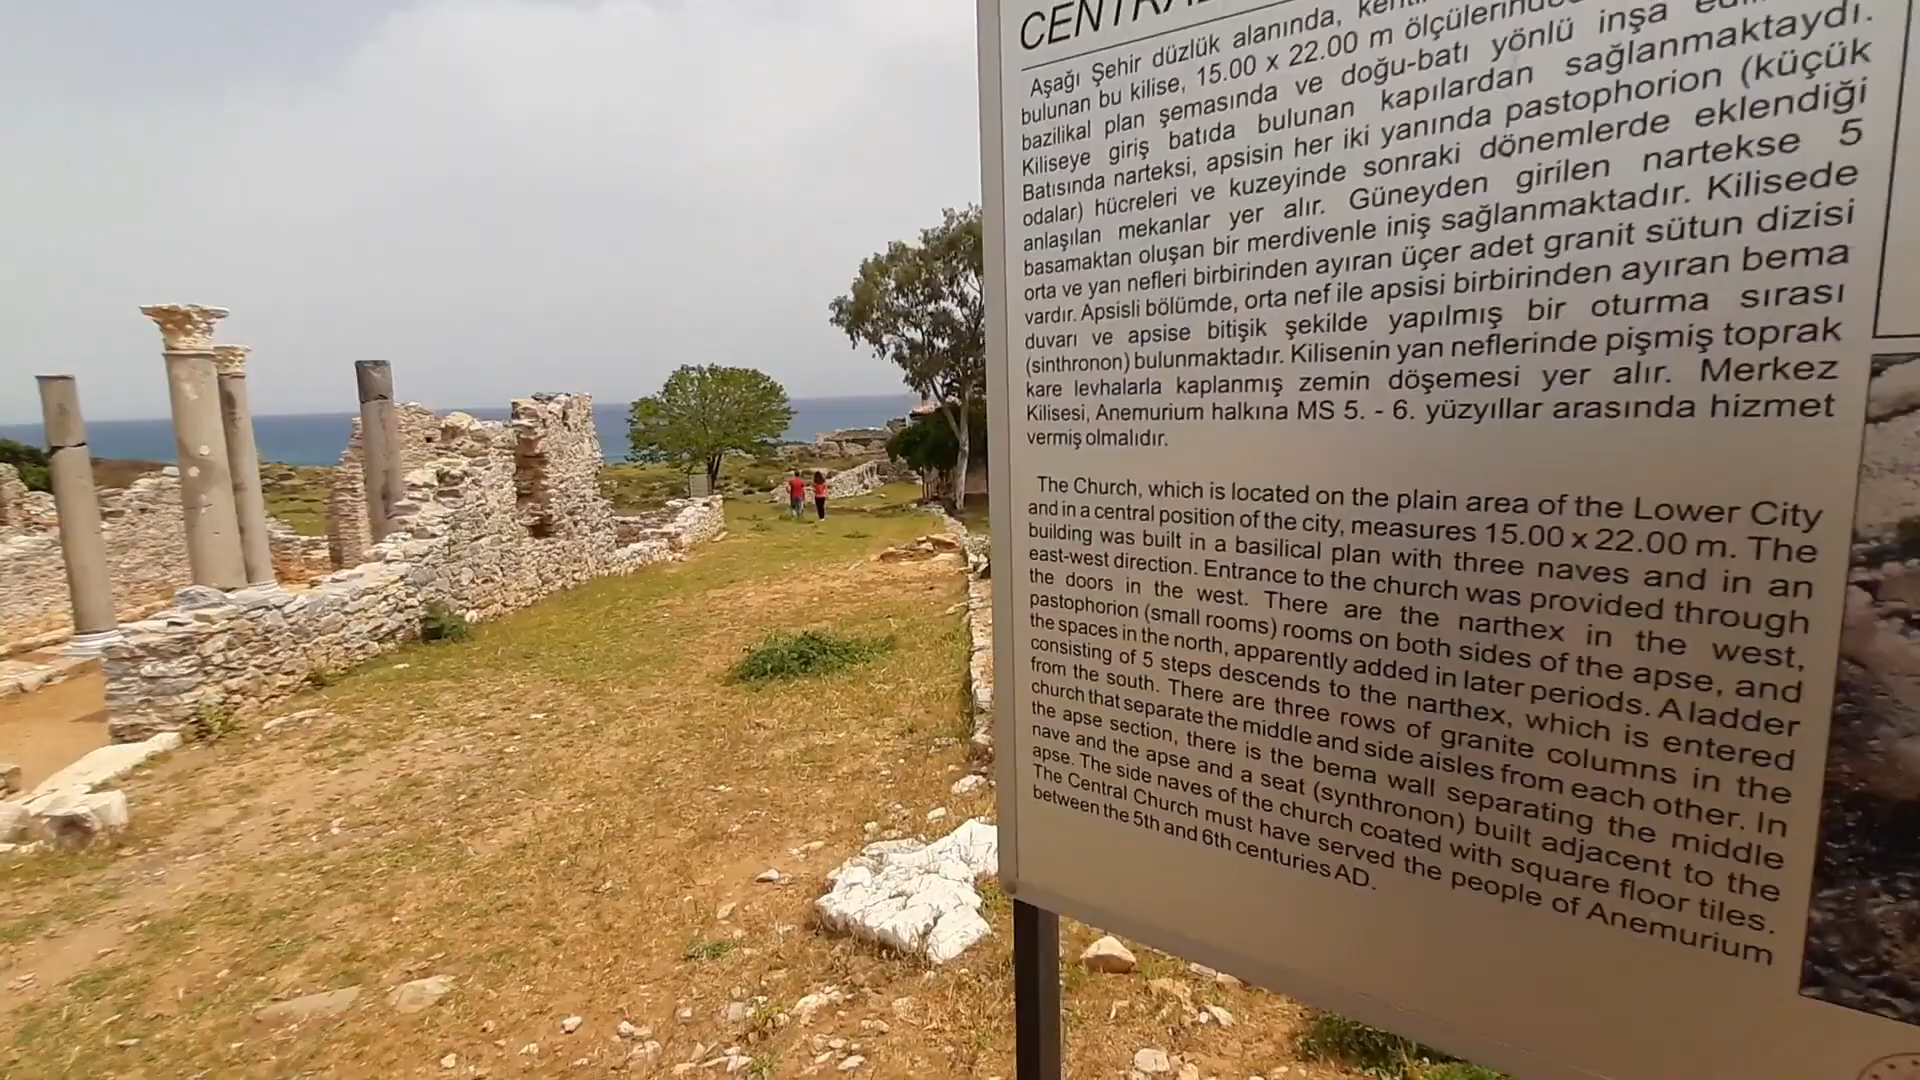 CENTRAL
Aşağı Şehir düzlük alanında,
bulunan bu kilise, 15.00 x 22.00 m ölçülerinde
bazilikal plan şemasında ve doğu-batı yönlü inşa
Kiliseye giriş batıda bulunan kapılardan sağlanmaktaydı.
Batısında narteksi, apsisin her iki yanında pastophorion (küçük
odalar) hücreleri ve kuzeyinde sonraki dönemlerde eklendiği
anlaşılan mekanlar yer alır. Güneyden girilen nartekse 5
basamaktan oluşan bir merdivenle iniş sağlanmaktadır. Kilisede
orta ve yan nefleri birbirinden ayıran üçer adet granit sütun dizisi
vardır. Apsisli bölümde, orta nef ile apsisi birbirinden ayıran bema
duvarı ve apsise bitişik şekilde yapılmış bir oturma sırası
(sinthronon) bulunmaktadır. Kilisenin yan neflerinde pişmiş toprak
kare levhalarla kaplanmış zemin döşemesi yer alır. Merkez
Kilisesi, Anemurium halkına MS 5. - 6. yüzyıllar arasında hizmet
vermiş olmalıdır.
The Church, which is located on the plain area of the Lower City
and in a central position of the city, measures 15.00 x 22.00 m. The
building was built in a basilical plan with three naves and in an
east-west direction. Entrance to the church was provided through
the doors in the west. There are the narthex in the west,
pastophorion (small rooms) rooms on both sides of the apse, and
the spaces in the north, apparently added in later periods. A ladder
consisting of 5 steps descends to the narthex, which is entered
from the south. There are three rows of granite columns in the
church that separate the middle and side aisles from each other. In
the apse section, there is the bema wall separating the middle
nave and the apse and a seat (synthronon) built adjacent to the
apse. The side naves of the church coated with square floor tiles.
The Central Church must have served the people of Anemurium
between the 5th and 6th centuries AD.